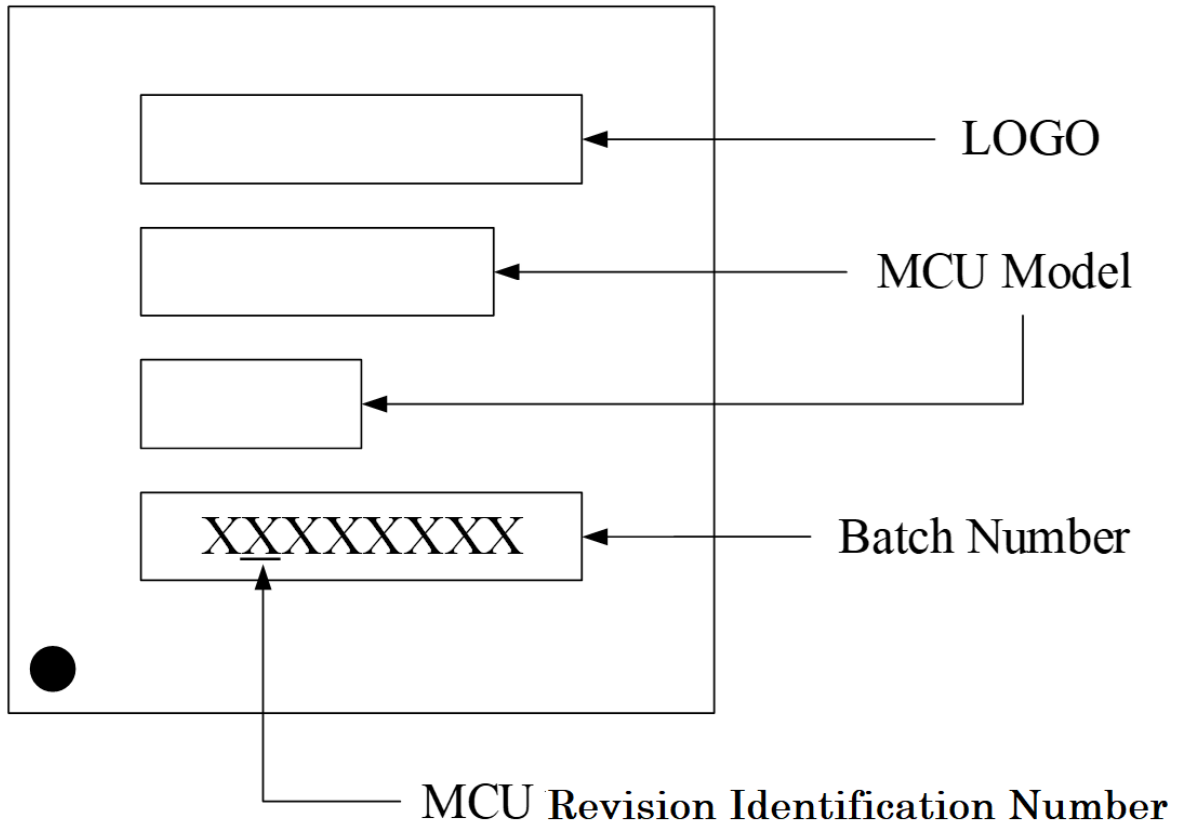 LOGO
MCU Model
XXXXXXXX
Batch Number
MCU Revision Identification Number